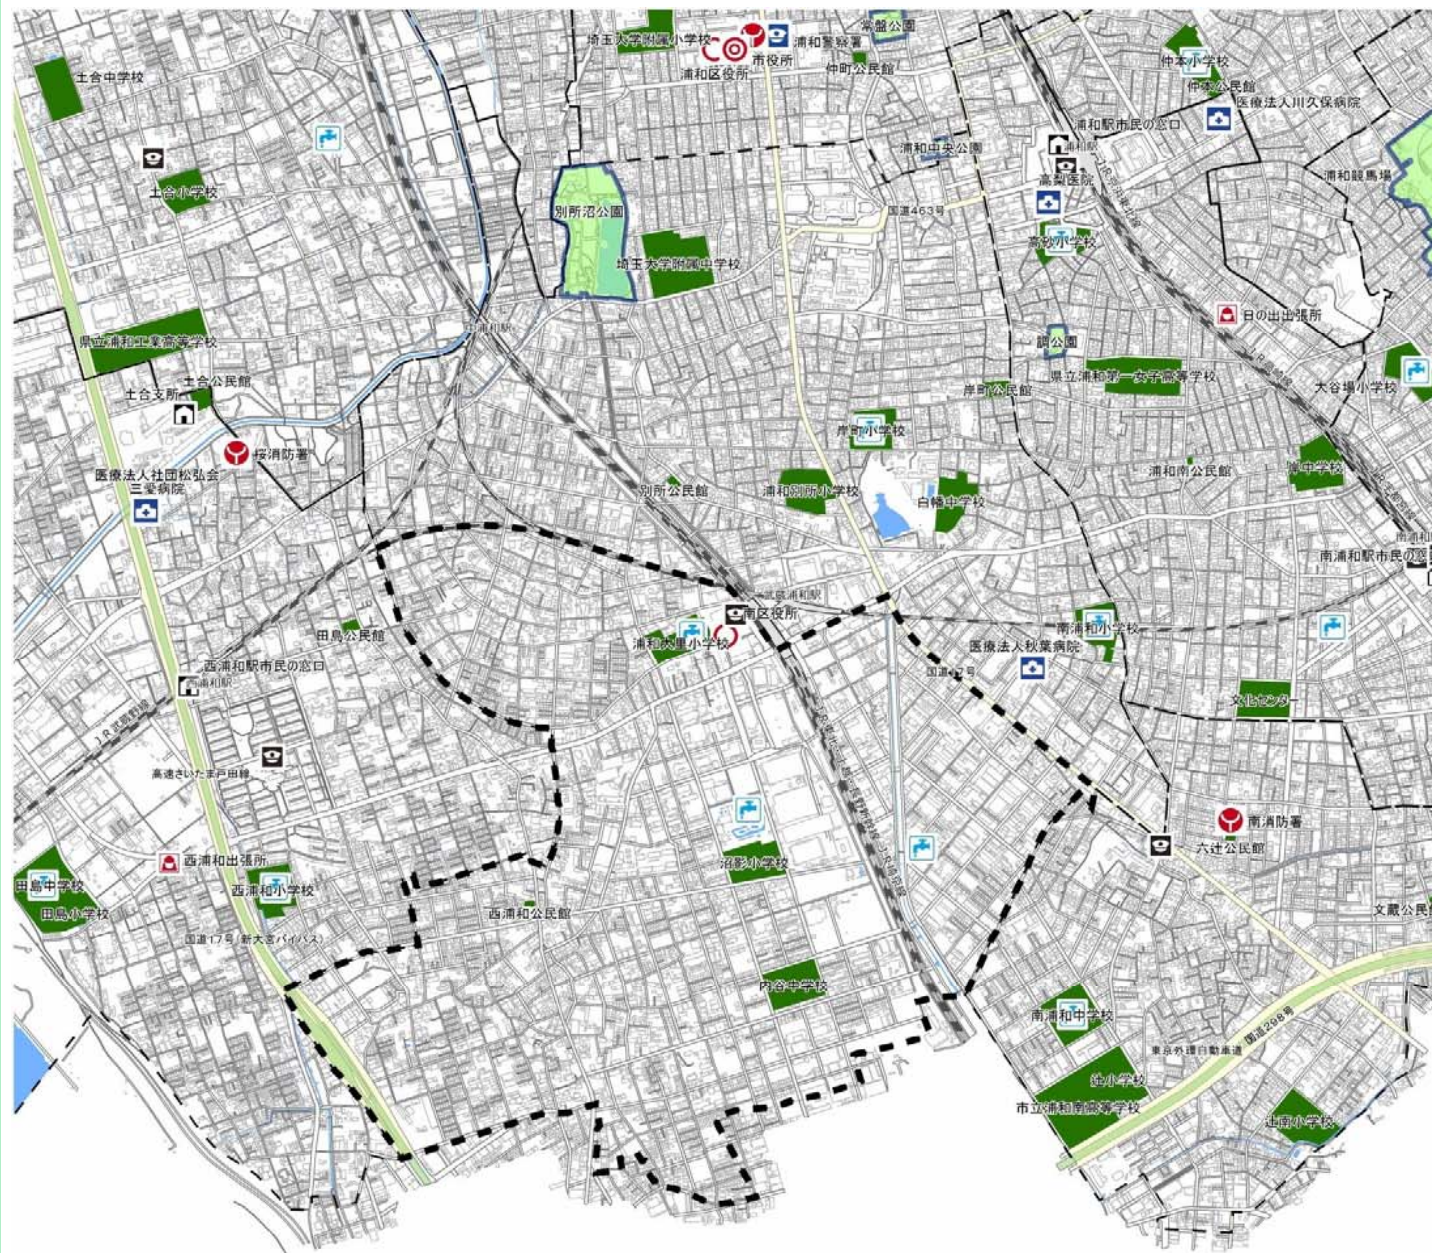 埼玉大学附属小学校
常盤公園
市役所
浦和警察署
浦和区役所
仲町公民館
仲本小学校
仲本公民館
医療法人川久保病院
土合中学校
浦和駅市民の窓口
浦和駅
浦和中央公園
高梨医院
浦和競馬場
土合小学校
別所沼公園
国道463号
高砂小学校
埼玉大学附属中学校
日の出出張所
中浦和駅
県立浦和工業高等学校
調公園
県立浦和第一女子高等学校
大谷場小学校
土合公民館
土合支所
岸町公民館
岸町小学校
桜消防署
医療法人社団松弘会
三愛病院
別所公民館
浦和別所小学校
白幡中学校
浦和南公民館
岸中学校
南浦和駅市民の窓
武蔵浦和駅
南区役所
浦和大里小学校
田島公民館
南浦和小学校
医療法人秋葉病院
国道17号
西浦和駅市民の窓口
西浦和駅
文化センター
JR武蔵野線
高速さいたま戸田線
南消防署
六辻公民館
西浦和出張所
沼影小学校
田島中学校
西浦和小学校
田島小学校
西浦和公民館
文蔵公民
国道17号(新大宮バイパス)
内谷中学校
南浦和中学校
国道298号
東京外環自動車道
辻小学校
市立浦和南高等学校
辻南小学校